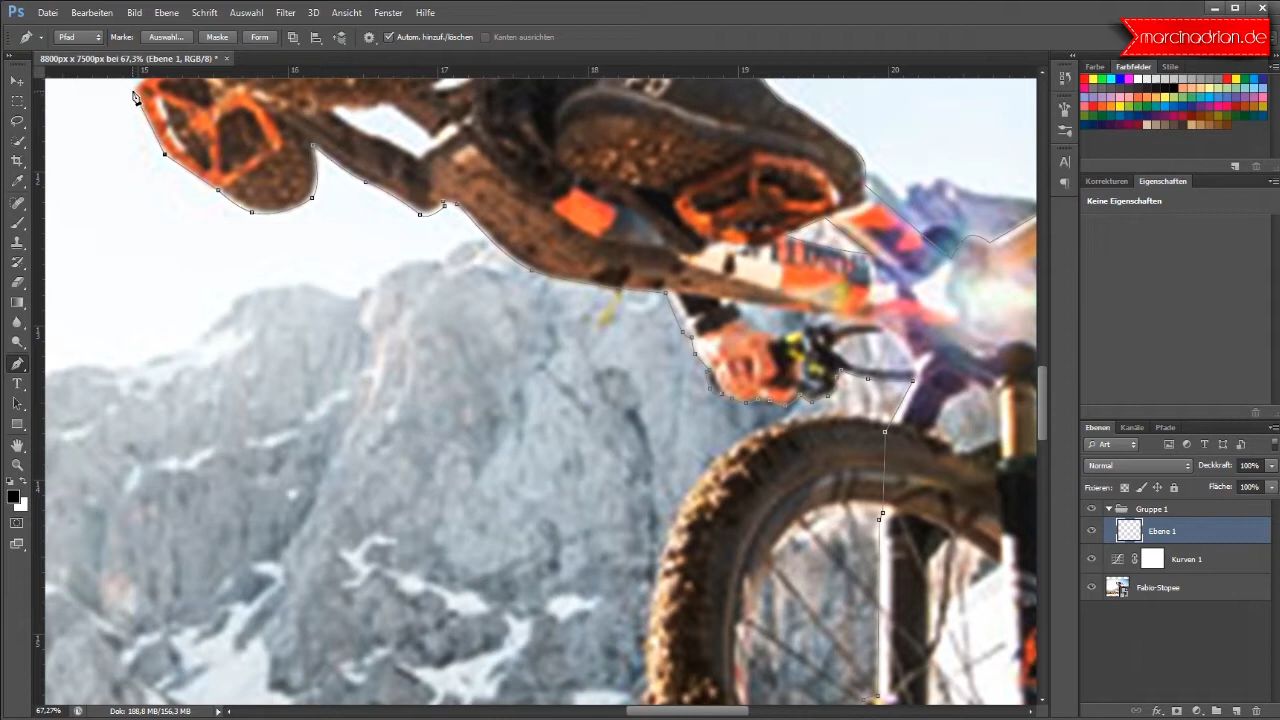 Ps Datei Bearbeiten Bild Ebene Schrift Auswahl Filter 3D Ansicht Fenster Hilfe
Pfad Marke: Auswahl... Maske Form Autom. hinzuf./löschen Kanten ausrichten
marcinadrian.de
8800px x 7500px bei 67,3% (Ebene 1, RGB/8) * ×
15 16 17 18 19 20
Farbe Farbfelder Stile
Korrekturen Eigenschaften
Keine Eigenschaften
Ebenen Kanäle Pfade
Art
Normal Deckkraft: 100%
Fixieren: Fläche: 100%
Gruppe 1
Ebene 1
Kurven 1
Fabio-Stopee
67,27% Dok: 188,8 MB/156,3 MB